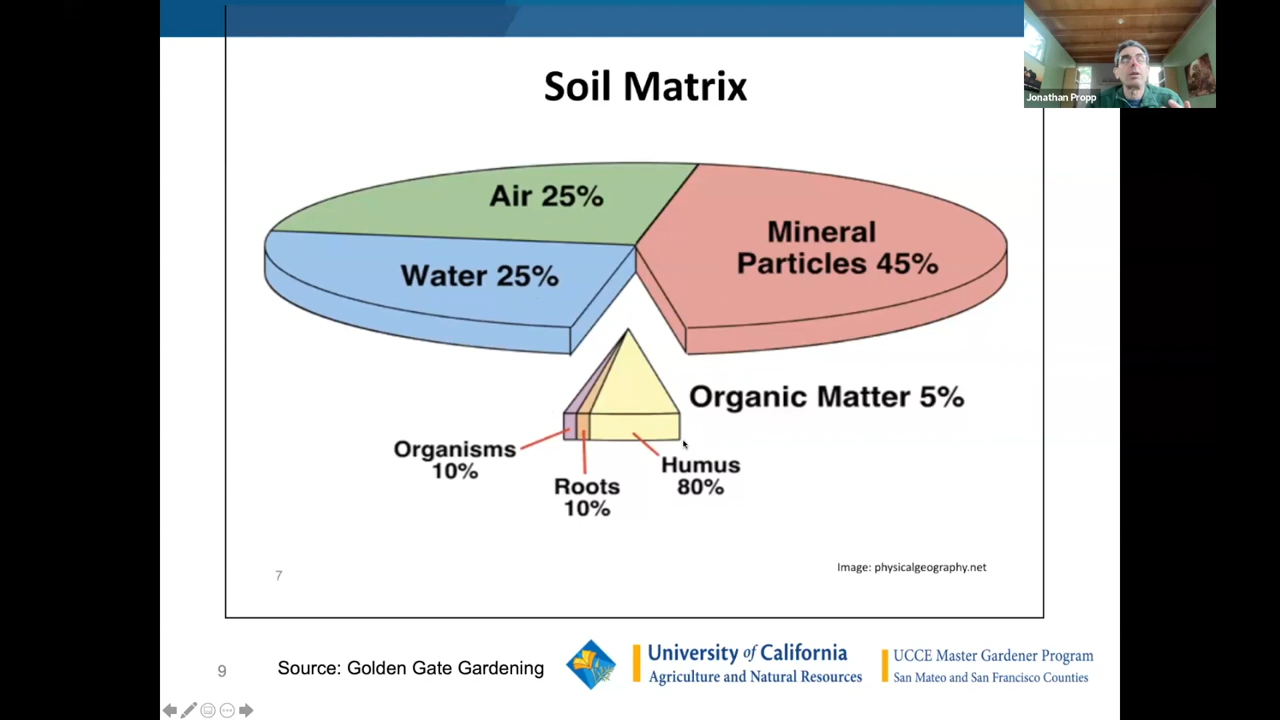 Jonathan Propp
Soil Matrix
Air 25%
Mineral
Particles 45%
Water 25%
Organic Matter 5%
Organisms
10%
Roots
10%
Humus
80%
Image: physicalgeography.net
7
9
Source: Golden Gate Gardening
University of California
Agriculture and Natural Resources
UCCE Master Gardener Program
San Mateo and San Francisco Counties